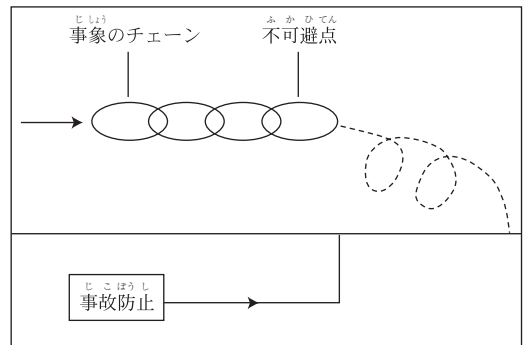 じしょう
事象のチェーン
ふかひてん
不可避点
じこぼうし
事故防止